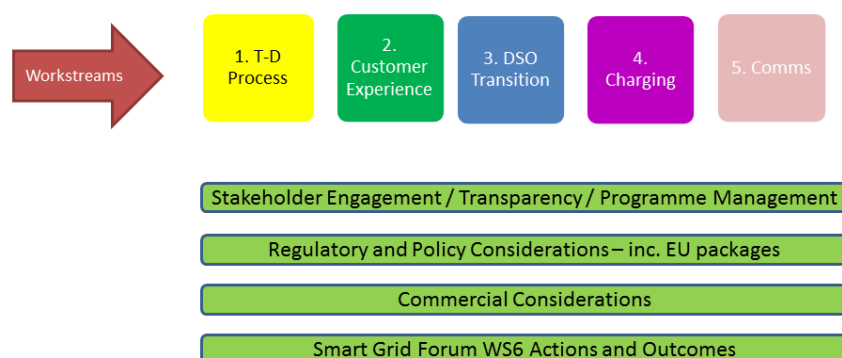 Workstreams
1. T-D
Process
2.
Customer
Experience
3. DSO
Transition
4.
Charging
5. Comms
Stakeholder Engagement / Transparency / Programme Management
Regulatory and Policy Considerations – inc. EU packages
Commercial Considerations
Smart Grid Forum WS6 Actions and Outcomes